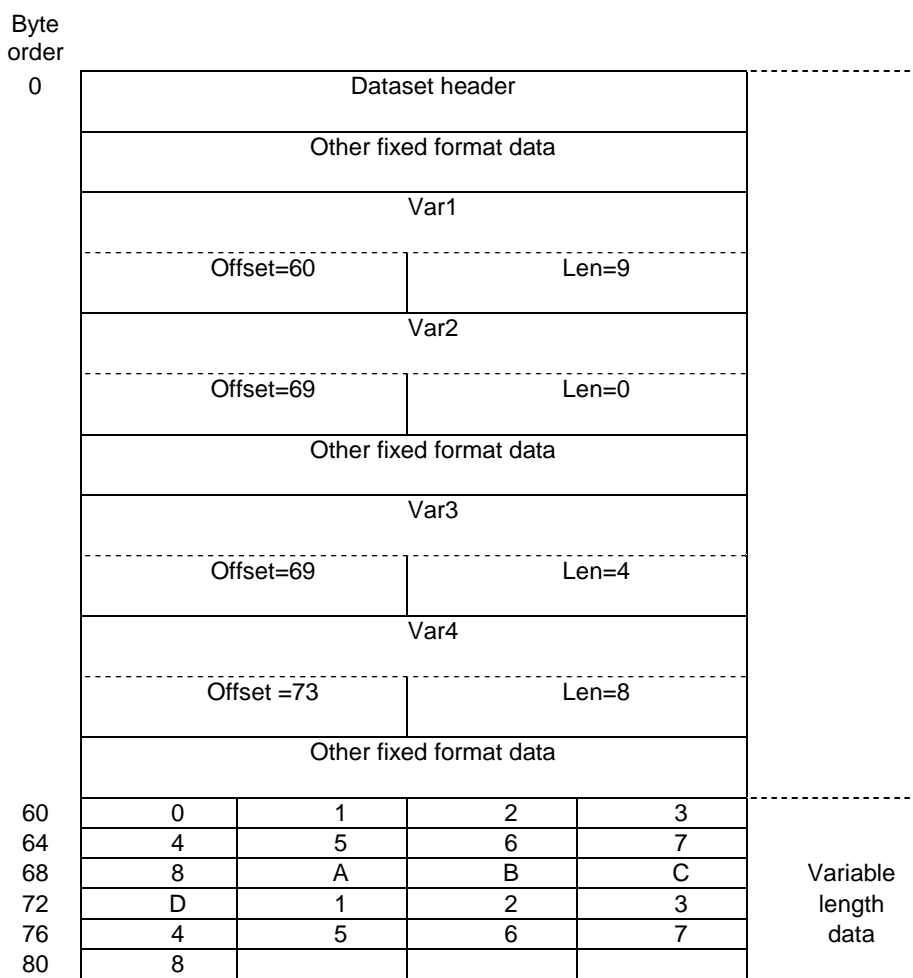 Byte
order
0 Dataset header
Other fixed format data
Var1
Offset=60 Len=9
Var2
Offset=69 Len=0
Other fixed format data
Var3
Offset=69 Len=4
Var4
Offset =73 Len=8
Other fixed format data
60 0 1 2 3
64 4 5 6 7
68 8 A B C Variable
72 D 1 2 3 length
76 4 5 6 7 data
80 8